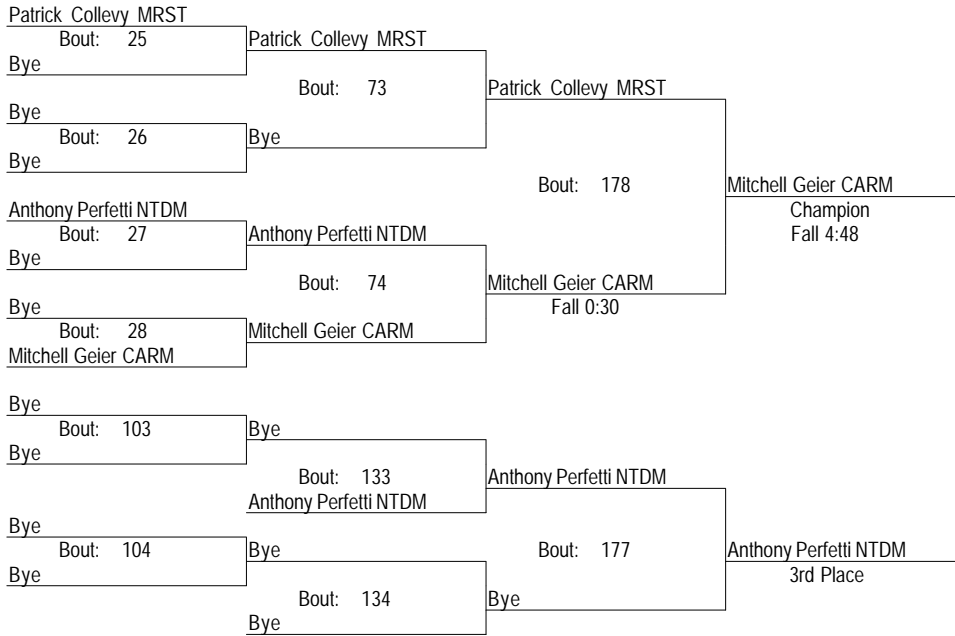 Patrick Collevy MRST
Bout: 25
Patrick Collevy MRST
Bye
Bout: 73
Patrick Collevy MRST
Bye
Bout: 26
Bye
Bye
Bout: 178
Mitchell Geier CARM
Anthony Perfetti NTDM
Champion
Bout: 27
Anthony Perfetti NTDM
Fall 4:48
Bye
Bout: 74
Mitchell Geier CARM
Bye
Fall 0:30
Bout: 28
Mitchell Geier CARM
Mitchell Geier CARM
Bye
Bout: 103
Bye
Bye
Bout: 133
Anthony Perfetti NTDM
Anthony Perfetti NTDM
Bye
Bout: 104
Bye
Bout: 177
Anthony Perfetti NTDM
Bye
3rd Place
Bout: 134
Bye
Bye